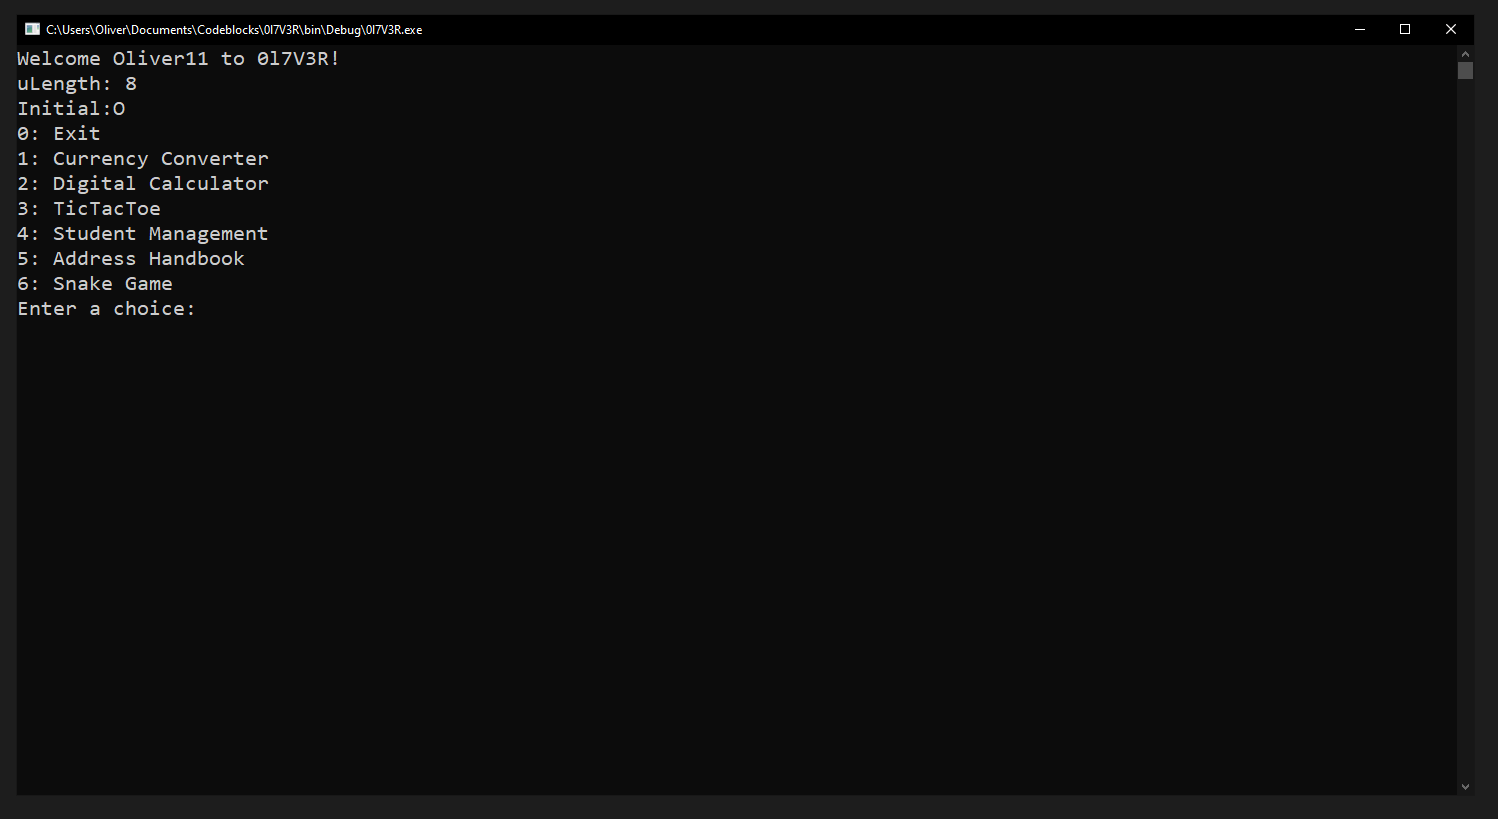 C:\Users\Oliver\Documents\Codeblocks\0l7V3R\bin\Debug\0l7V3R.exe
Welcome Oliver11 to 0l7V3R!
uLength: 8
Initial:O
0: Exit
1: Currency Converter
2: Digital Calculator
3: TicTacToe
4: Student Management
5: Address Handbook
6: Snake Game
Enter a choice: